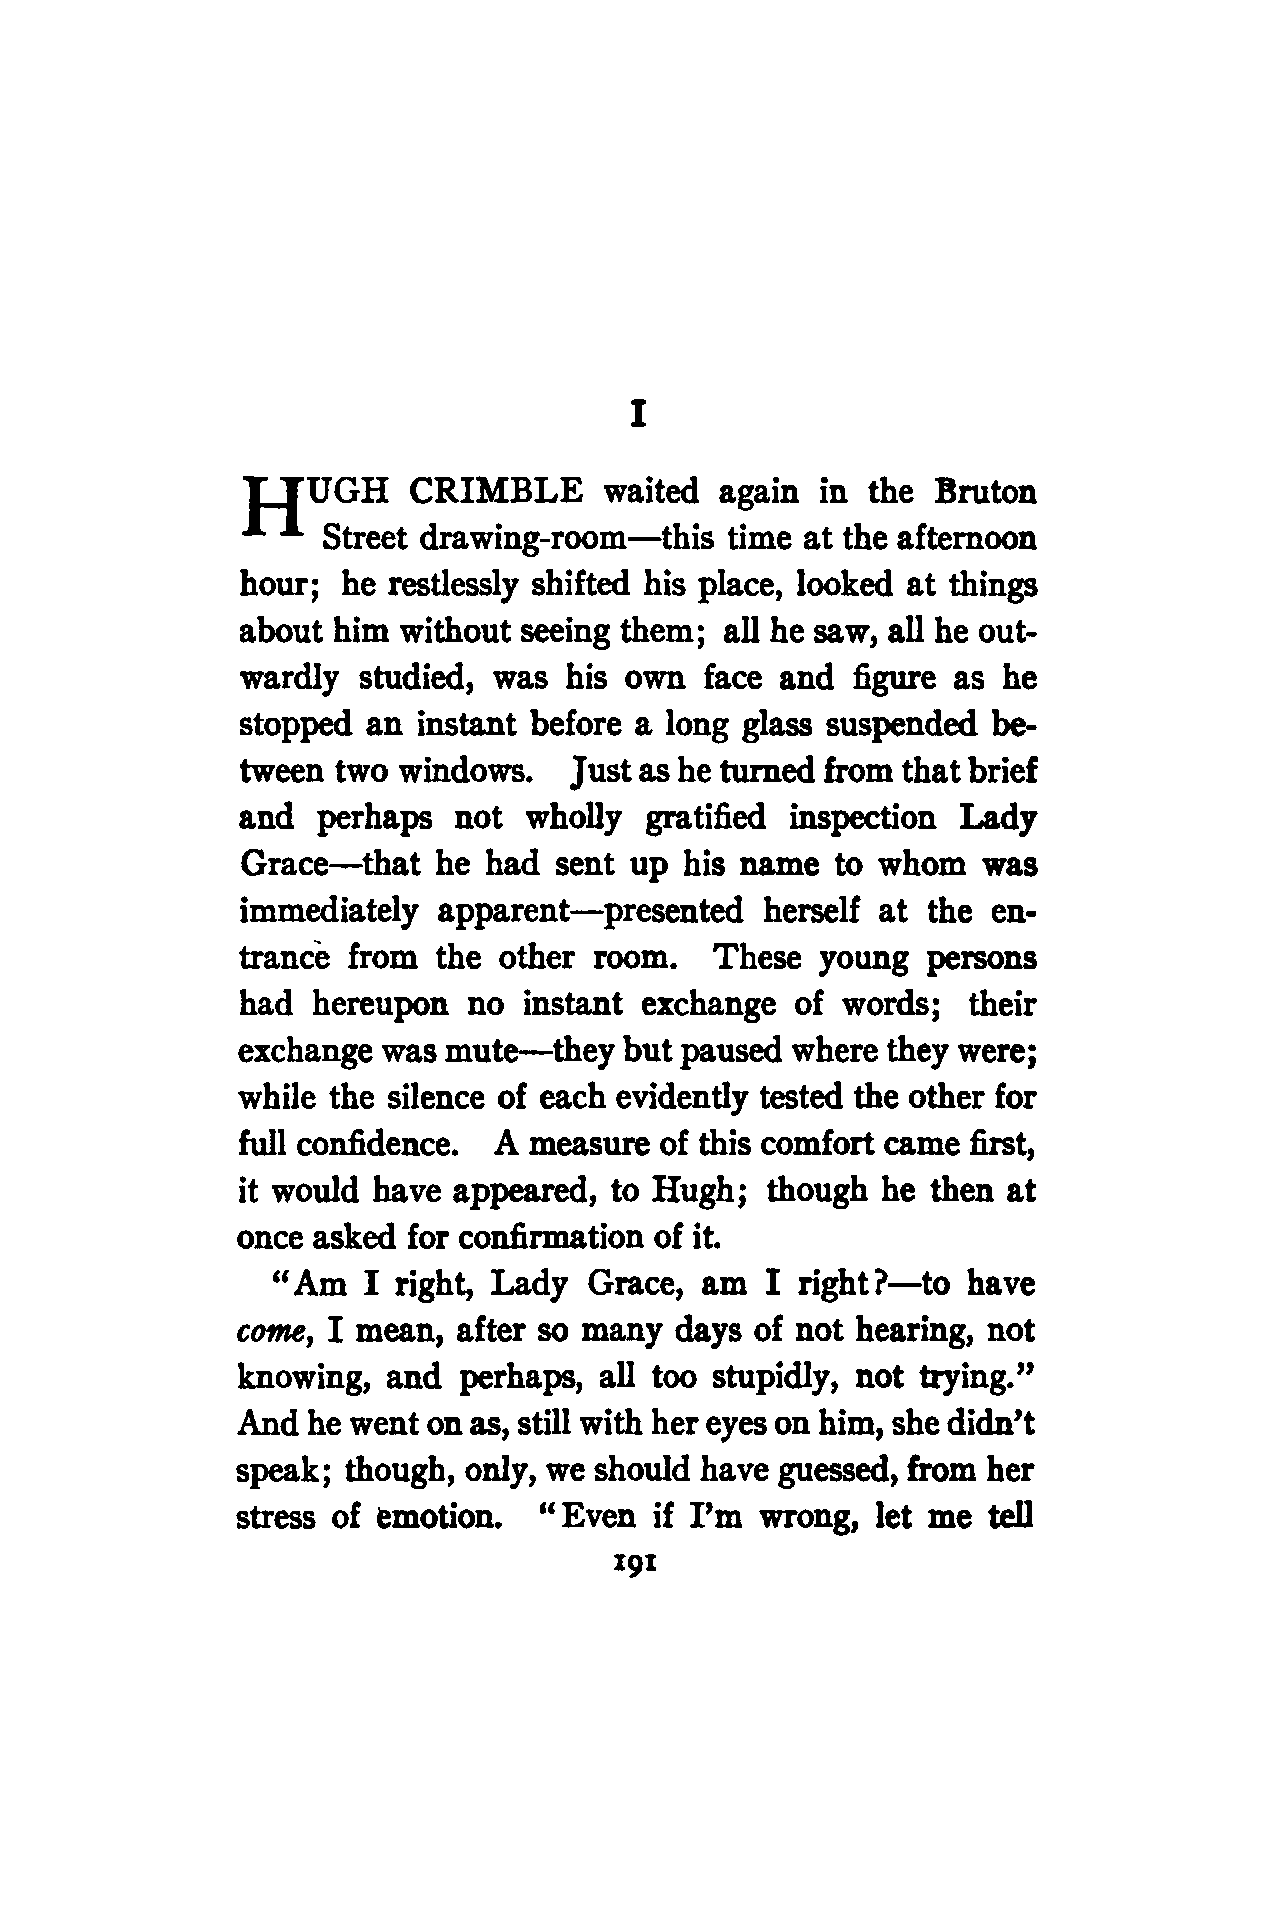 I
HUGH CRIMBLE waited again in the Bruton
Street drawing-room—this time at the afternoon
hour; he restlessly shifted his place, looked at things
about him without seeing them; all he saw, all he out-
wardly studied, was his own face and figure as he
stopped an instant before a long glass suspended be-
tween two windows. Just as he turned from that brief
and perhaps not wholly gratified inspection Lady
Grace—that he had sent up his name to whom was
immediately apparent—presented herself at the en-
trance from the other room. These young persons
had hereupon no instant exchange of words; their
exchange was mute—they but paused where they were;
while the silence of each evidently tested the other for
full confidence. A measure of this comfort came first,
it would have appeared, to Hugh; though he then at
once asked for confirmation of it.
“Am I right, Lady Grace, am I right?—to have
come, I mean, after so many days of not hearing, not
knowing, and perhaps, all too stupidly, not trying.”
And he went on as, still with her eyes on him, she didn’t
speak; though, only, we should have guessed, from her
stress of emotion. “Even if I’m wrong, let me tell
191